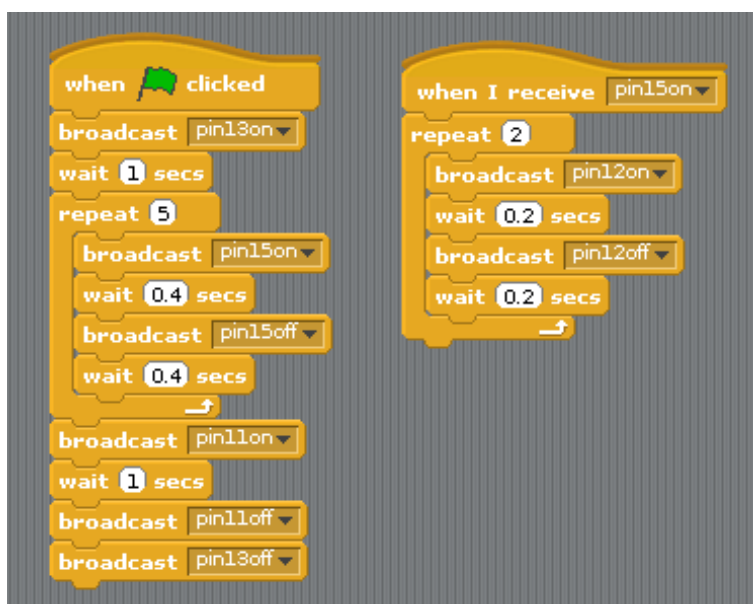 when clicked
broadcast pin13on
wait 1 secs
repeat 5
broadcast pin15on
wait 0.4 secs
broadcast pin15off
wait 0.4 secs
broadcast pin11on
wait 1 secs
broadcast pin11off
broadcast pin13off
when I receive pin15on
repeat 2
broadcast pin12on
wait 0.2 secs
broadcast pin12off
wait 0.2 secs